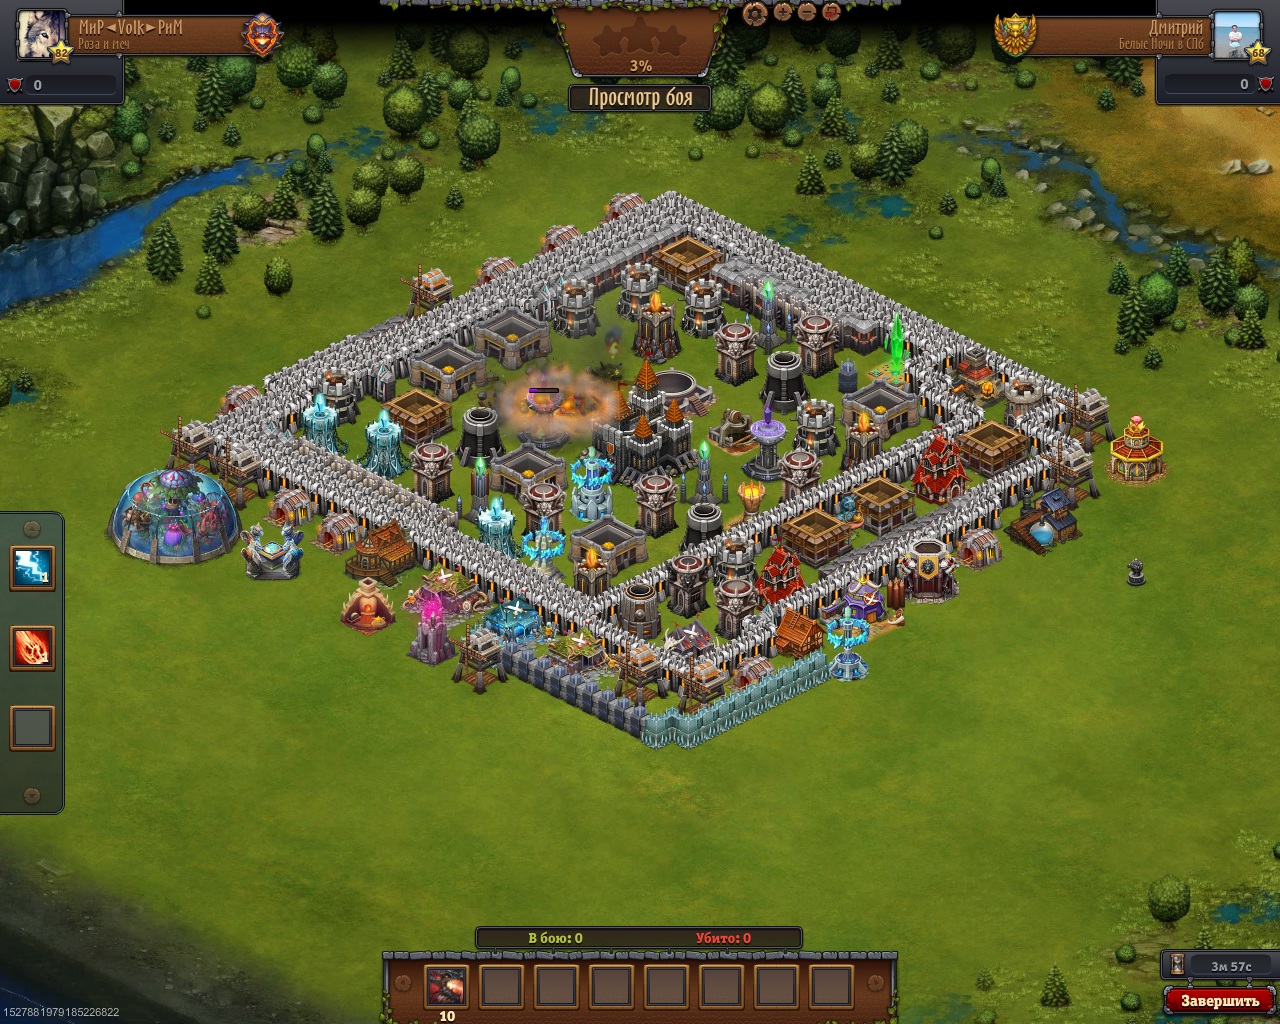 МиР◄Volk►РиМ
Роза и меч
82
0
3%
Просмотр боя
Дмитрий
Белые Ночи в СПб
68
0
1
В бою: 0
Убито: 0
10
3м 57с
Завершить
1527881979185226822